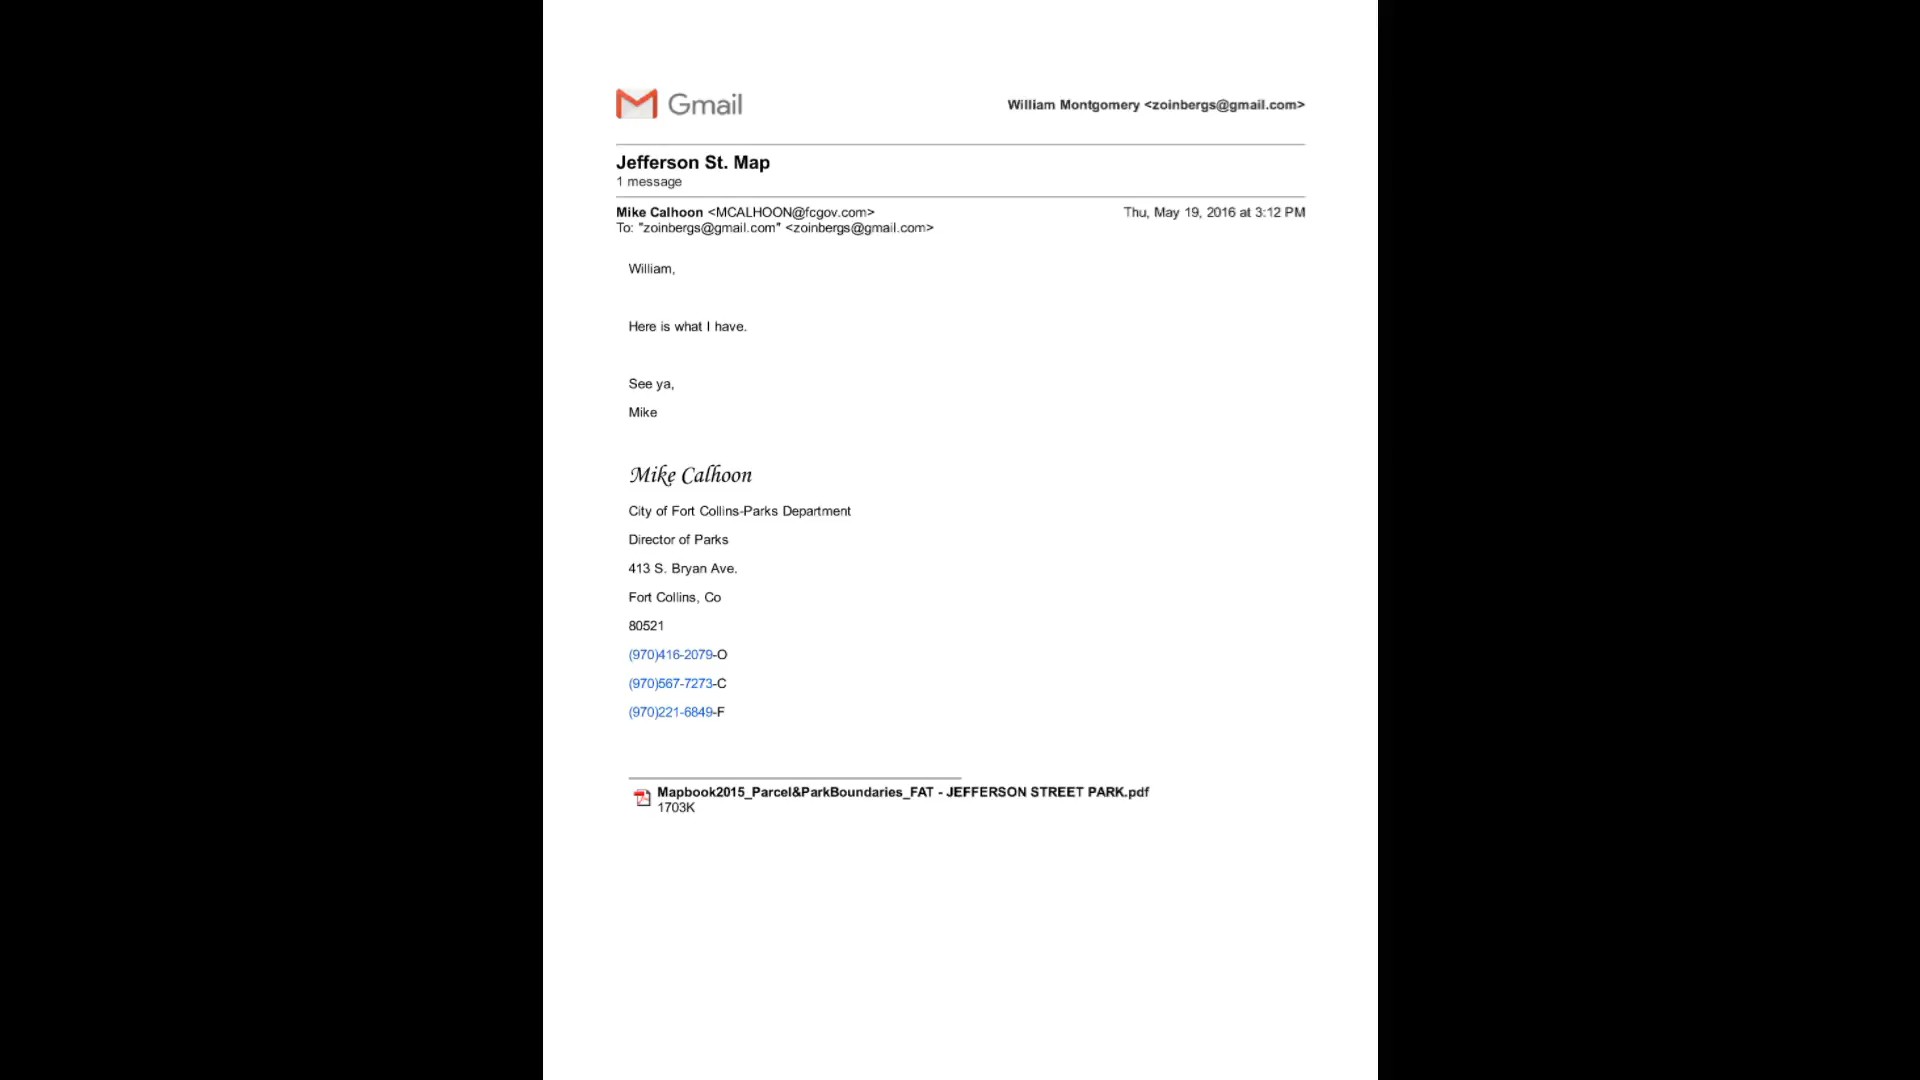 Gmail
William Montgomery <zoinbergs@gmail.com>
Jefferson St. Map
1 message
Mike Calhoon <MCALHOON@fcgov.com>
Thu, May 19, 2016 at 3:12 PM
To: "zoinbergs@gmail.com" <zoinbergs@gmail.com>
William,
Here is what I have.
See ya,
Mike
Mike Calhoon
City of Fort Collins-Parks Department
Director of Parks
413 S. Bryan Ave.
Fort Collins, Co
80521
(970)416-2079-O
(970)567-7273-C
(970)221-6849-F
Mapbook2015_Parcel&ParkBoundaries_FAT - JEFFERSON STREET PARK.pdf
1703K